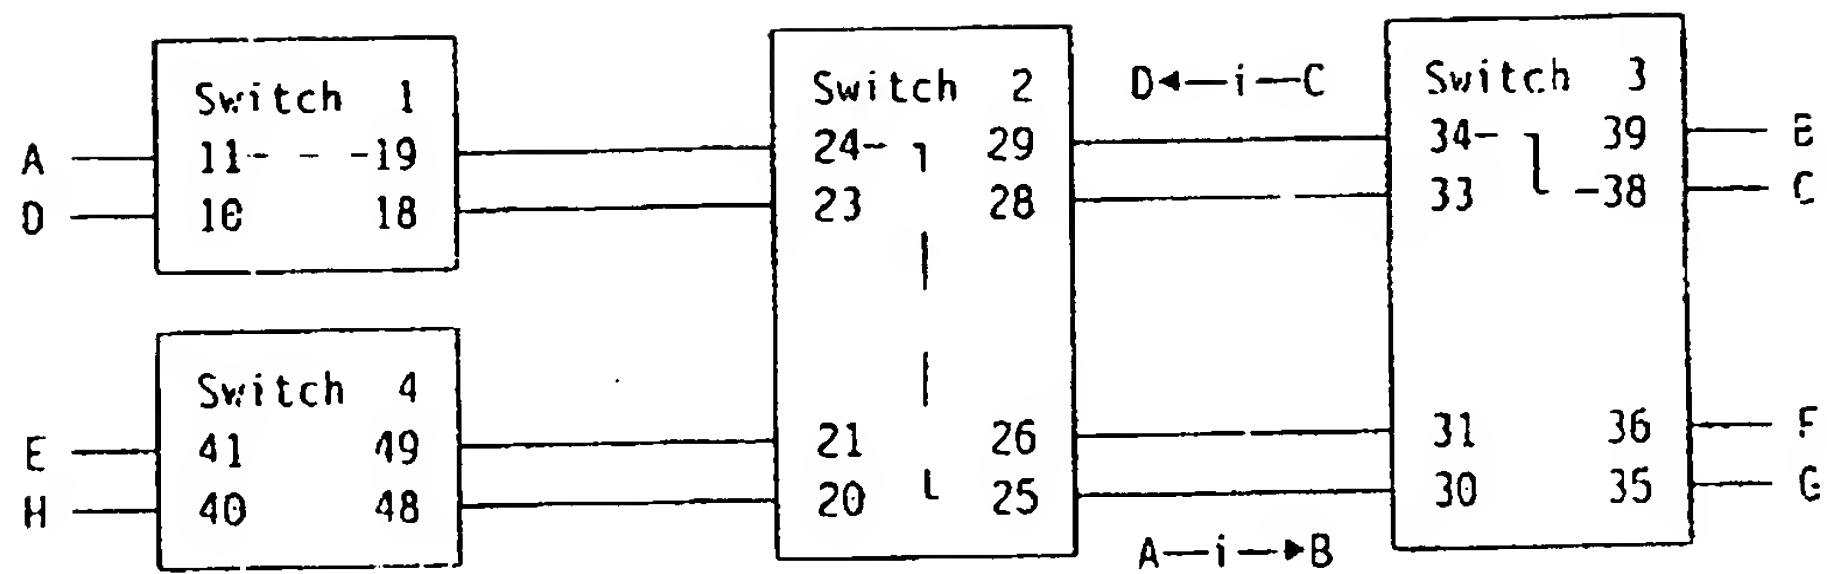 Switch 1
A 11 - - - 19
D 10 18
Switch 4
E 41 49
H 40 48
Switch 2
24- 29
23 28
21 26
20 25
D◄—i—C
A—i—►B
Switch 3
34- 39 B
33 -38 C
31 36 F
30 35 G